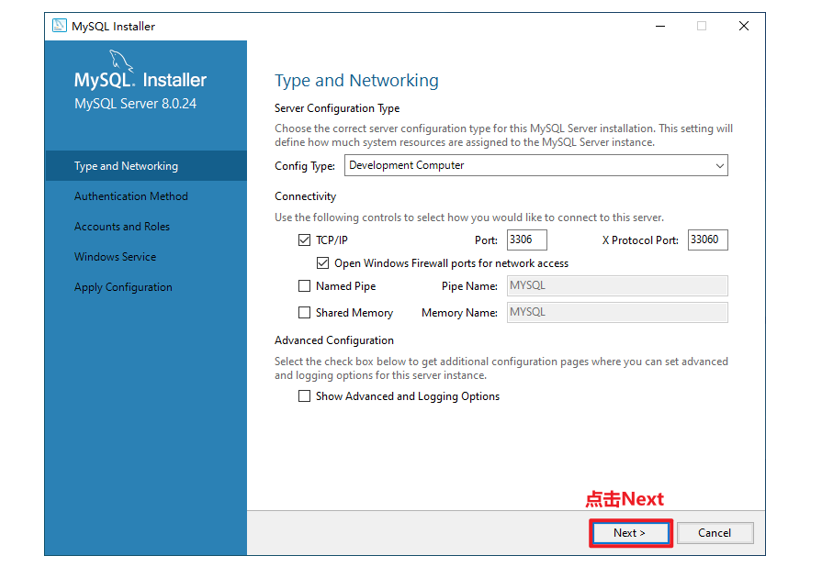 MySQL Installer
MySQL. Installer
MySQL Server 8.0.24
Type and Networking
Authentication Method
Accounts and Roles
Windows Service
Apply Configuration
Type and Networking
Server Configuration Type
Choose the correct server configuration type for this MySQL Server installation. This setting will
define how much system resources are assigned to the MySQL Server instance.
Config Type: Development Computer
Connectivity
Use the following controls to select how you would like to connect to this server.
TCP/IP Port: 3306 X Protocol Port: 33060
Open Windows Firewall ports for network access
Named Pipe Pipe Name: MYSQL
Shared Memory Memory Name: MYSQL
Advanced Configuration
Select the check box below to get additional configuration pages where you can set advanced
and logging options for this server instance.
Show Advanced and Logging Options
点击Next
Next > Cancel